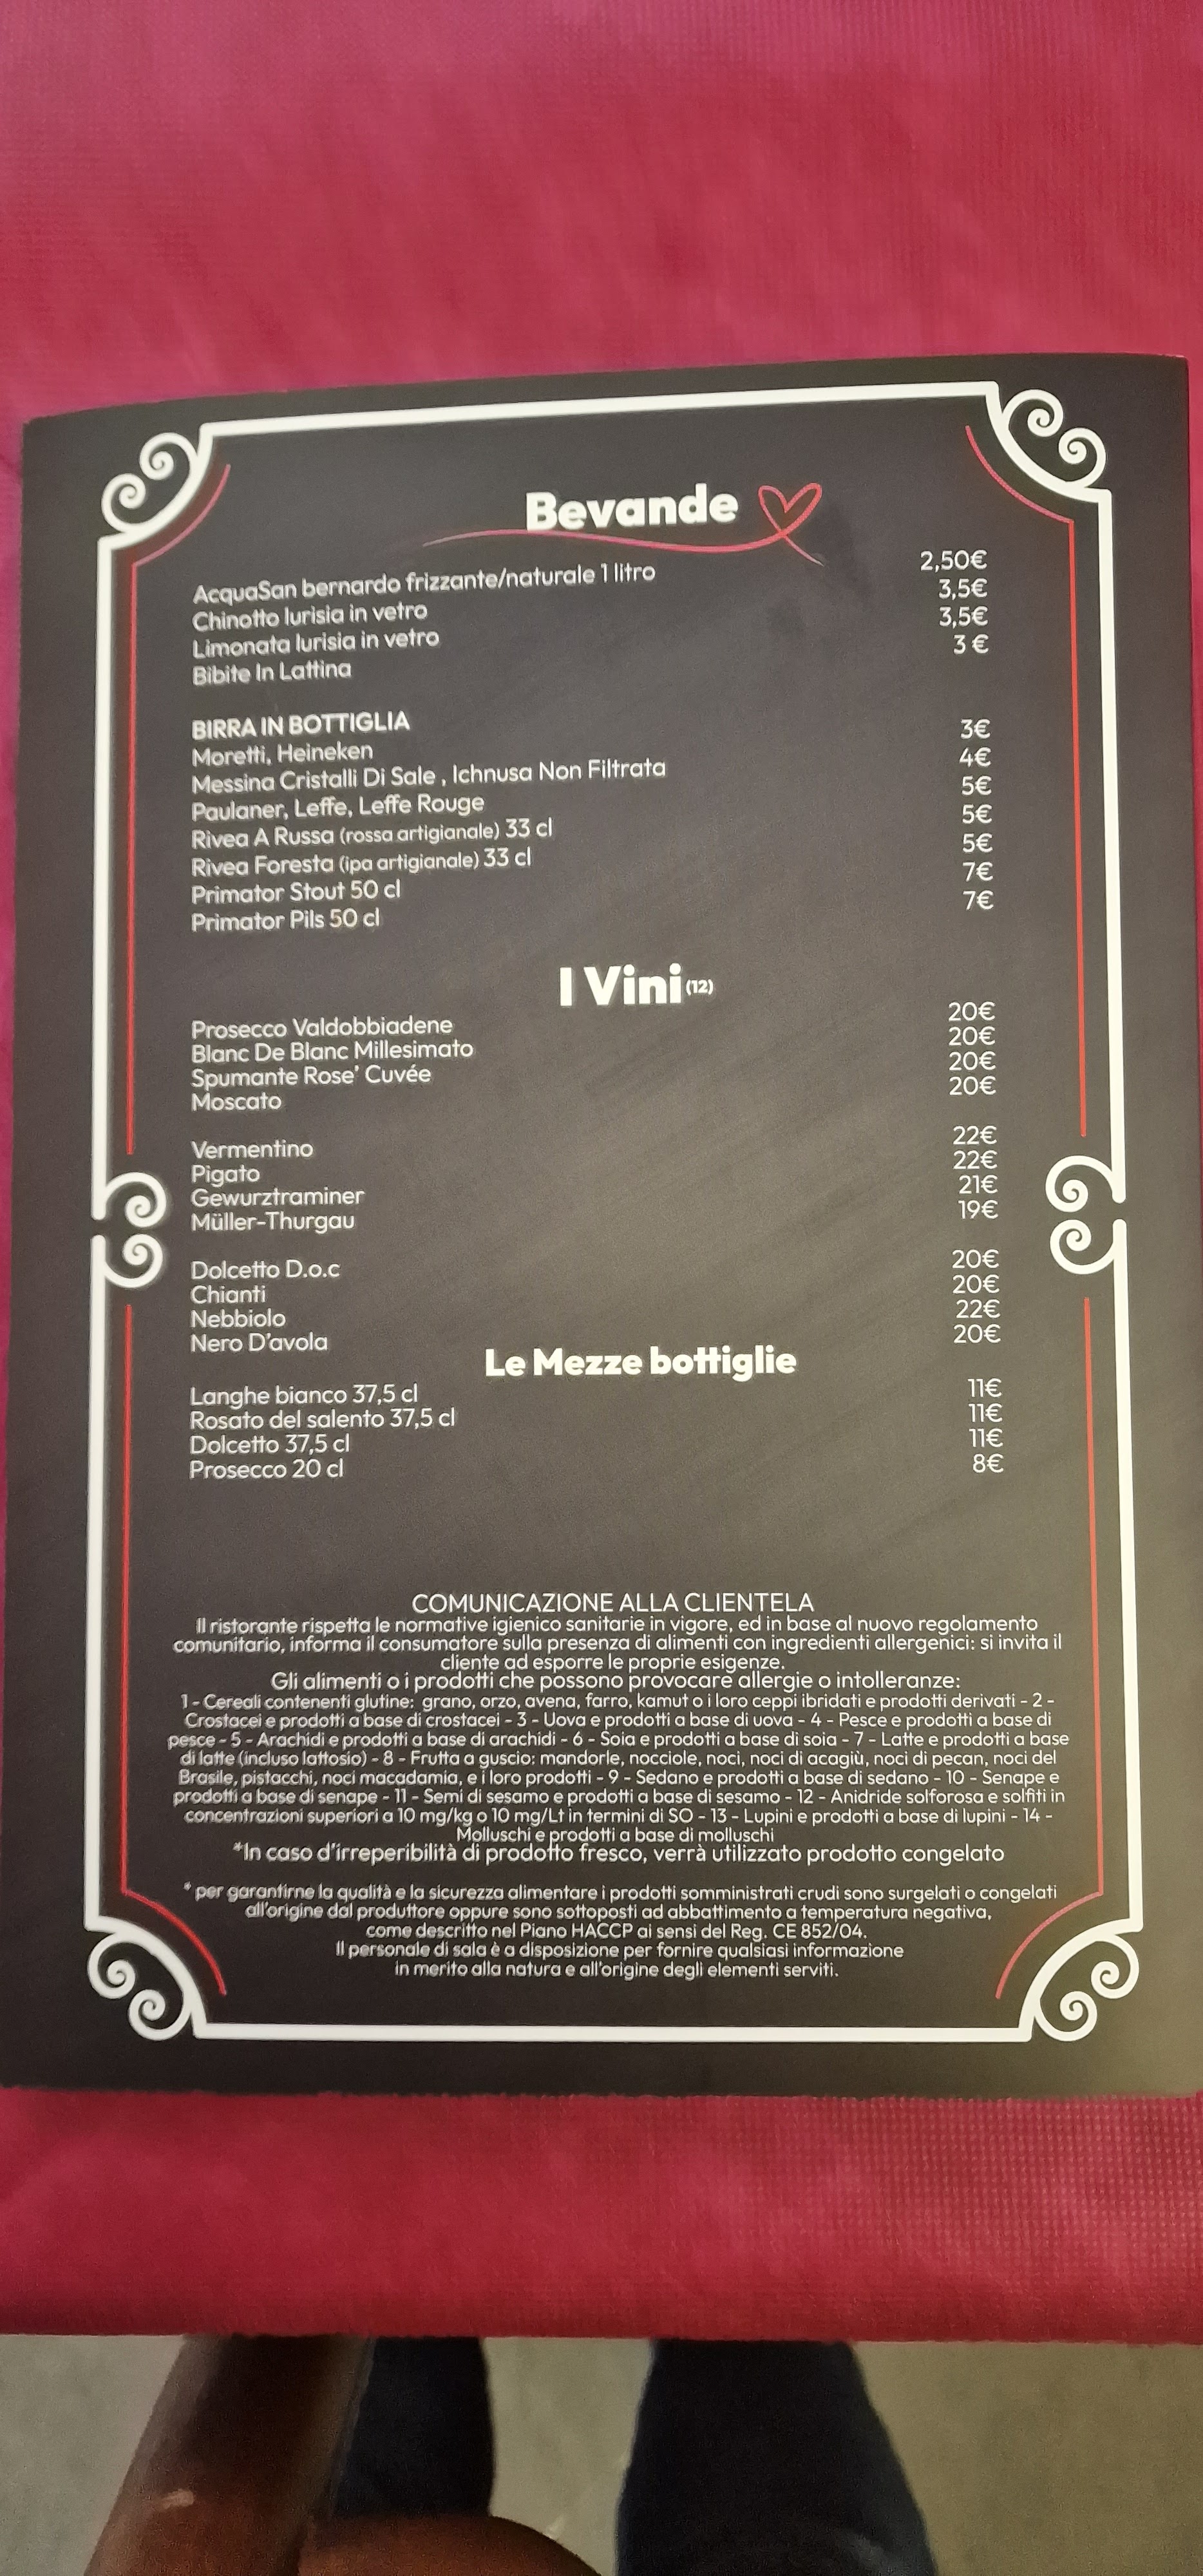 Bevande
AcquaSan bernardo frizzante/naturale 1 litro 2,50€
Chinotto lurisia in vetro 3,5€
Limonata lurisia in vetro 3,5€
Bibite In Lattina 3 €
BIRRA IN BOTTIGLIA
Moretti, Heineken 3€
Messina Cristalli Di Sale , Ichnusa Non Filtrata 4€
Paulaner, Leffe, Leffe Rouge 5€
Rivea A Russa (rossa artigianale) 33 cl 5€
Rivea Foresta (ipa artigianale) 33 cl 5€
Primator Stout 50 cl 7€
Primator Pils 50 cl 7€
I Vini (12)
Prosecco Valdobbiadene 20€
Blanc De Blanc Millesimato 20€
Spumante Rose' Cuvée 20€
Moscato 20€
Vermentino 22€
Pigato 22€
Gewurztraminer 21€
Müller-Thurgau 19€
Dolcetto D.o.c 20€
Chianti 20€
Nebbiolo 22€
Nero D'avola 20€
Le Mezze bottiglie
Langhe bianco 37,5 cl 11€
Rosato del salento 37,5 cl 11€
Dolcetto 37,5 cl 11€
Prosecco 20 cl 8€
COMUNICAZIONE ALLA CLIENTELA
Il ristorante rispetta le normative igienico sanitarie in vigore, ed in base al nuovo regolamento
comunitario, informa il consumatore sulla presenza di alimenti con ingredienti allergenici: si invita il
cliente ad esporre le proprie esigenze.
Gli alimenti o i prodotti che possono provocare allergie o intolleranze:
1 - Cereali contenenti glutine: grano, orzo, avena, farro, kamut o i loro ceppi ibridati e prodotti derivati - 2 -
Crostacei e prodotti a base di crostacei - 3 - Uova e prodotti a base di uova - 4 - Pesce e prodotti a base di
pesce - 5 - Arachidi e prodotti a base di arachidi - 6 - Soia e prodotti a base di soia - 7 - Latte e prodotti a base
di latte (incluso lattosio) - 8 - Frutta a guscio: mandorle, nocciole, noci, noci di acagiù, noci di pecan, noci del
Brasile, pistacchi, noci macadamia, e i loro prodotti - 9 - Sedano e prodotti a base di sedano - 10 - Senape e
prodotti a base di senape - 11 - Semi di sesamo e prodotti a base di sesamo - 12 - Anidride solforosa e solfiti in
concentrazioni superiori a 10 mg/kg o 10 mg/Lt in termini di SO - 13 - Lupini e prodotti a base di lupini - 14 -
Molluschi e prodotti a base di molluschi
*In caso d'irreperibilità di prodotto fresco, verrà utilizzato prodotto congelato
* per garantirne la qualità e la sicurezza alimentare i prodotti somministrati crudi sono surgelati o congelati
all'origine dal produttore oppure sono sottoposti ad abbattimento a temperatura negativa,
come descritto nel Piano HACCP ai sensi del Reg. CE 852/04.
Il personale di sala è a disposizione per fornire qualsiasi informazione
in merito alla natura e all'origine degli elementi serviti.